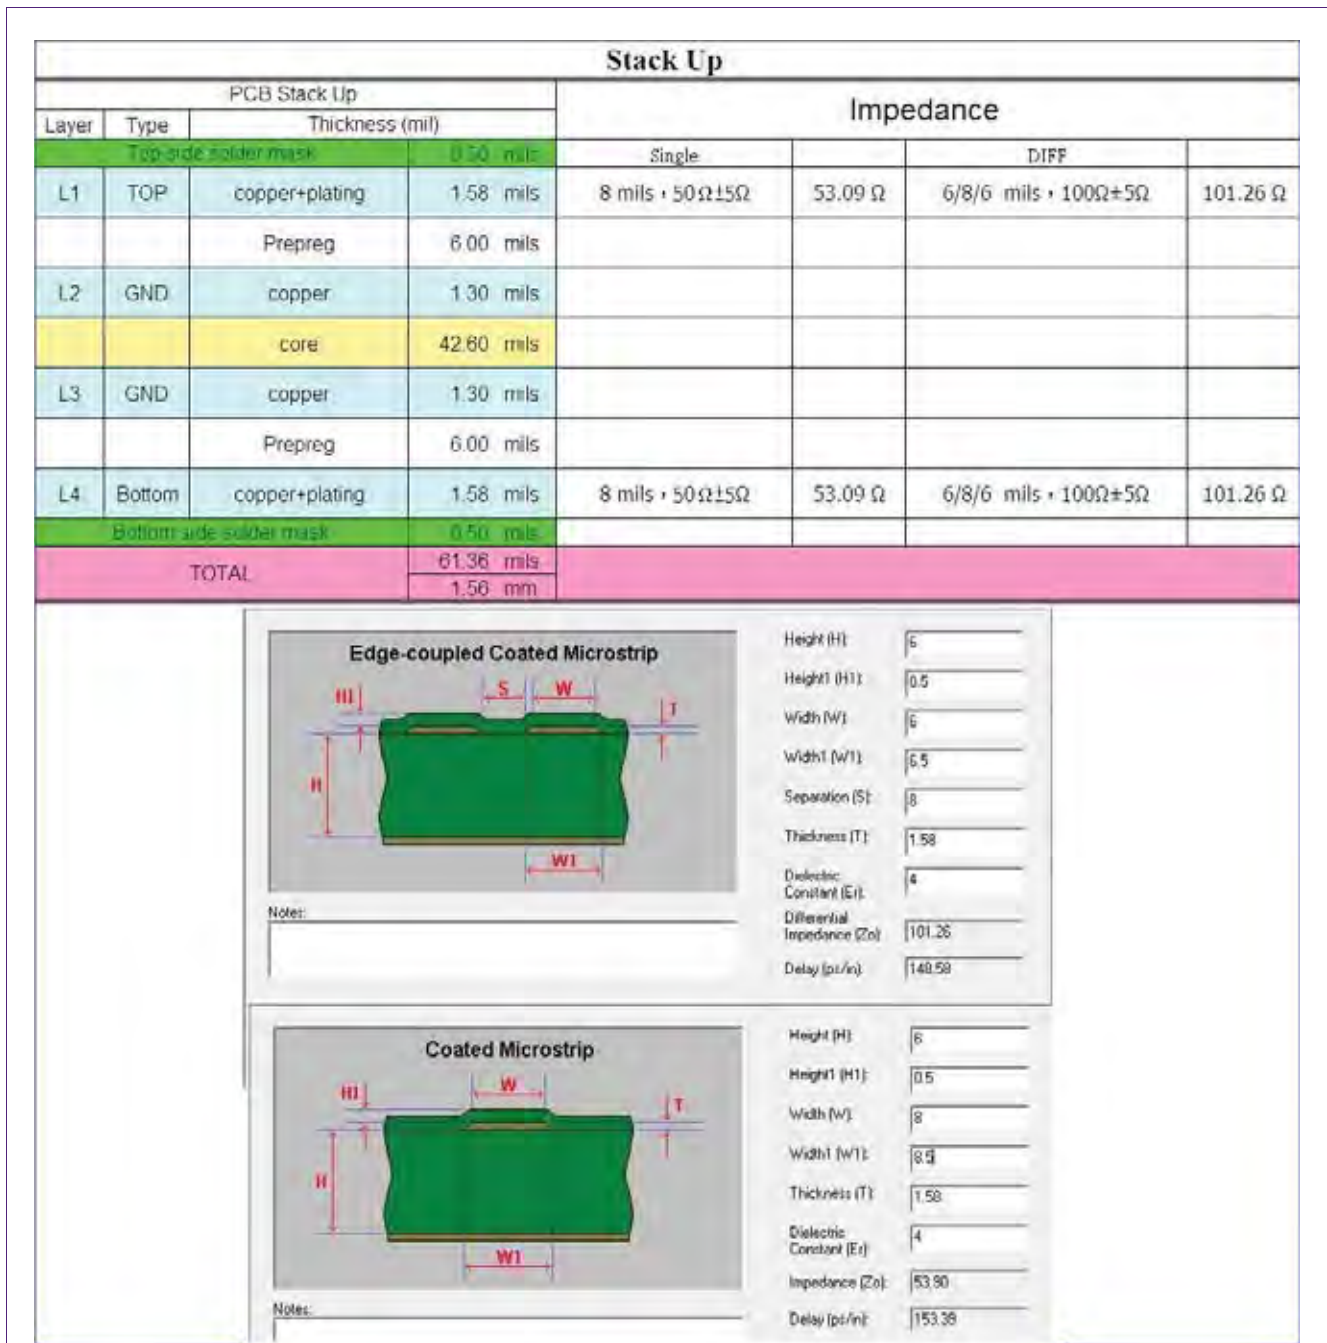 Stack Up
PCB Stack Up
Impedance
Layer Type Thickness (mil)
Top side solder mask 0.50 mils Single DIFF
L1 TOP copper+plating 1.58 mils 8 mils , 50Ω±5Ω 53.09 Ω 6/8/6 mils , 100Ω±5Ω 101.26 Ω
Prepreg 6.00 mils
L2 GND copper 1.30 mils
core 42.60 mils
L3 GND copper 1.30 mils
Prepreg 6.00 mils
L4 Bottom copper+plating 1.58 mils 8 mils , 50Ω±5Ω 53.09 Ω 6/8/6 mils , 100Ω±5Ω 101.26 Ω
Bottom side solder mask 0.50 mils
TOTAL 61.36 mils
1.56 mm
Edge-coupled Coated Microstrip
H1 S W T
H
W1
Notes:
Height (H): 6
Height1 (H1): 0.5
Width (W): 6
Width1 (W1): 6.5
Separation (S): 8
Thickness (T): 1.58
Dielectric
Constant (Er): 4
Differential
Impedance (Zo): 101.26
Delay (ps/in): 148.58
Coated Microstrip
H1 W T
H
W1
Notes:
Height (H): 6
Height1 (H1): 0.5
Width (W): 8
Width1 (W1): 8.5
Thickness (T): 1.58
Dielectric
Constant (Er): 4
Impedance (Zo): 53.90
Delay (ps/in): 153.39